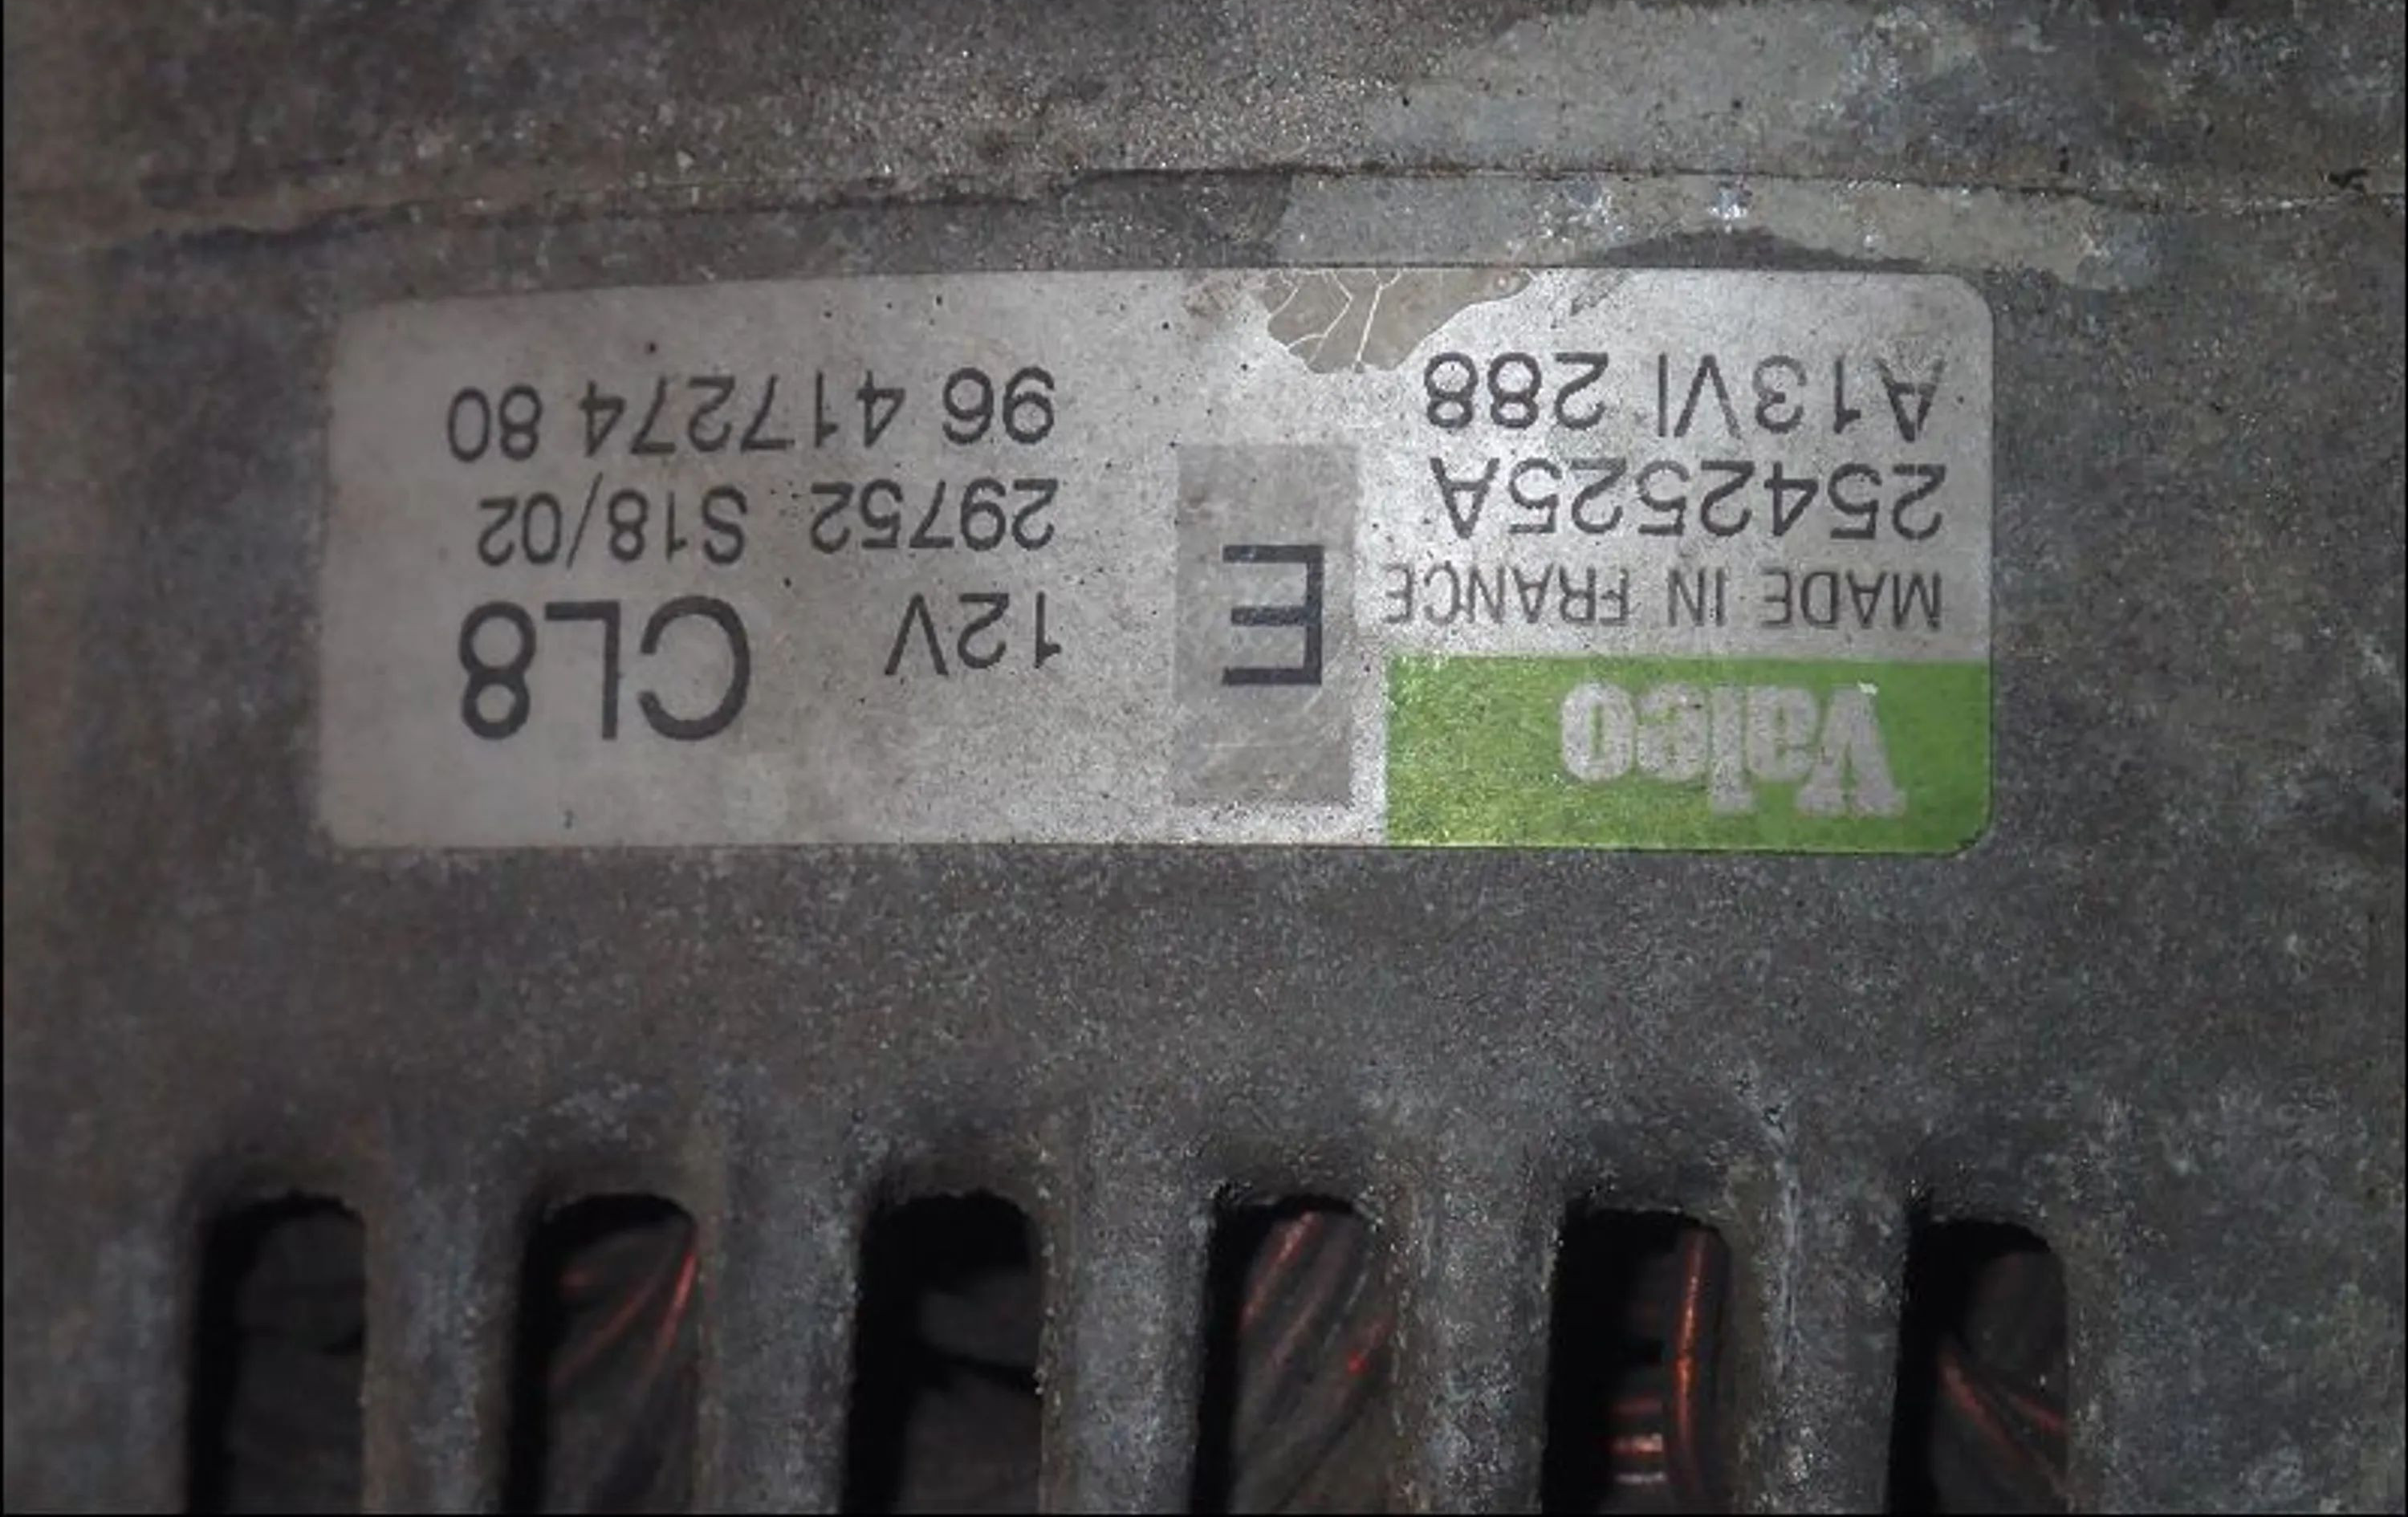 Valeo
MADE IN FRANCE
2542525A
A13VI 288
E
12V CL8
29752 S18/02
96 417274 80